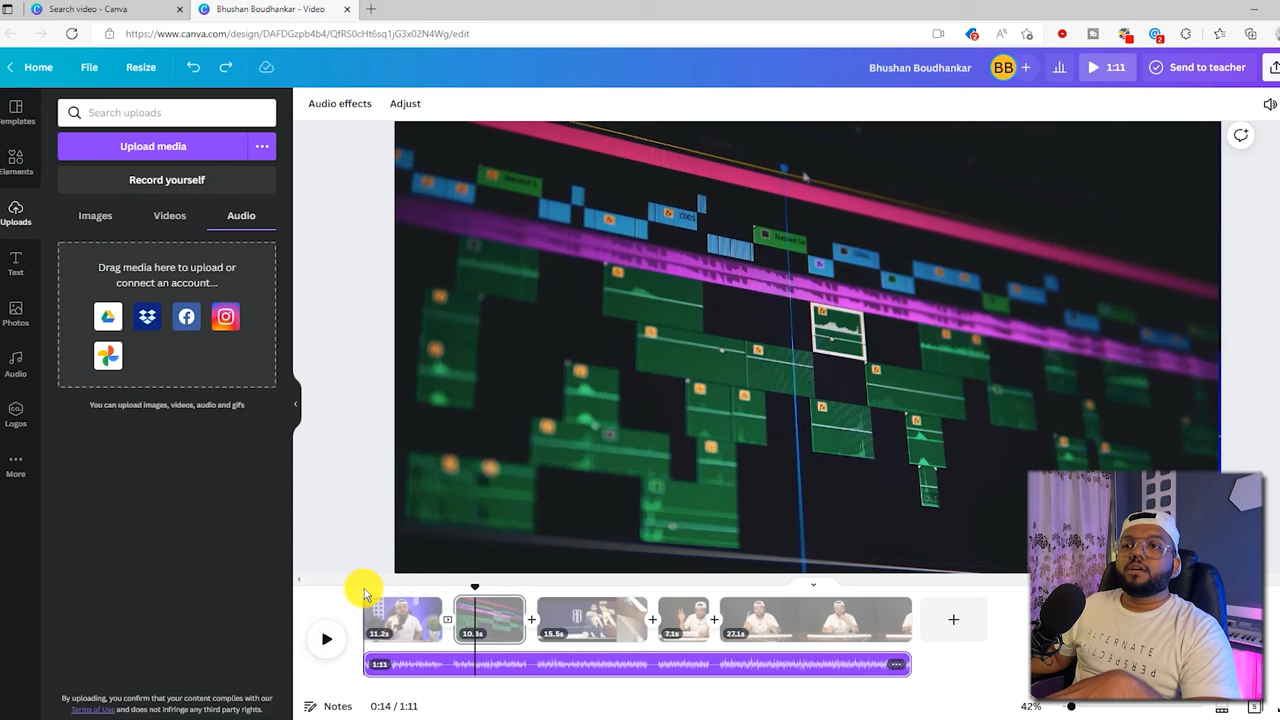 Search video - Canva
Bhushan Boudhankar - Video
https://www.canva.com/design/DAFDGzpb4b4/QfRS0cHt6sq1jG3x02N4Wg/edit
2
2
Home
File
Resize
Bhushan Boudhankar
BB
1:11
Send to teacher
Templates
Elements
Uploads
Text
Photos
Audio
Logos
More
Search uploads
Upload media
Record yourself
Images
Videos
Audio
Drag media here to upload or
connect an account...
You can upload images, videos, audio and gifs
By uploading, you confirm that your content complies with our
Terms of Use and does not infringe any third party rights.
Audio effects
Adjust
11.2s
10.3s
15.5s
7.1s
27.1s
1:11
Notes
0:14 / 1:11
42%
5
ALTERNATE
PERSPECT